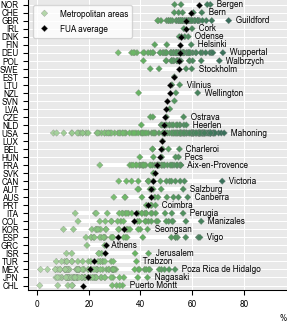 NOR Bergen
CHE Bern
GBR Guildford
IRL Cork
DNK Odense
FIN Helsinki
DEU Wuppertal
POL Walbrzych
SWE Stockholm
EST
LTU Vilnius
NZL Wellington
SVN
LVA
CZE Ostrava
NLD Heerlen
USA Mahoning
LUX
BEL Charleroi
HUN Pecs
FRA Aix-en-Provence
SVK
CAN Victoria
AUT Salzburg
AUS Canberra
PRT Coimbra
ITA Perugia
COL Manizales
KOR Seongnam
ESP Vigo
GRC Athens
ISR Jerusalem
TUR Trabzon
MEX Poza Rica de Hidalgo
JPN Nagasaki
CHL Puerto Montt
Metropolitan areas
FUA average
0 20 40 60 80
%